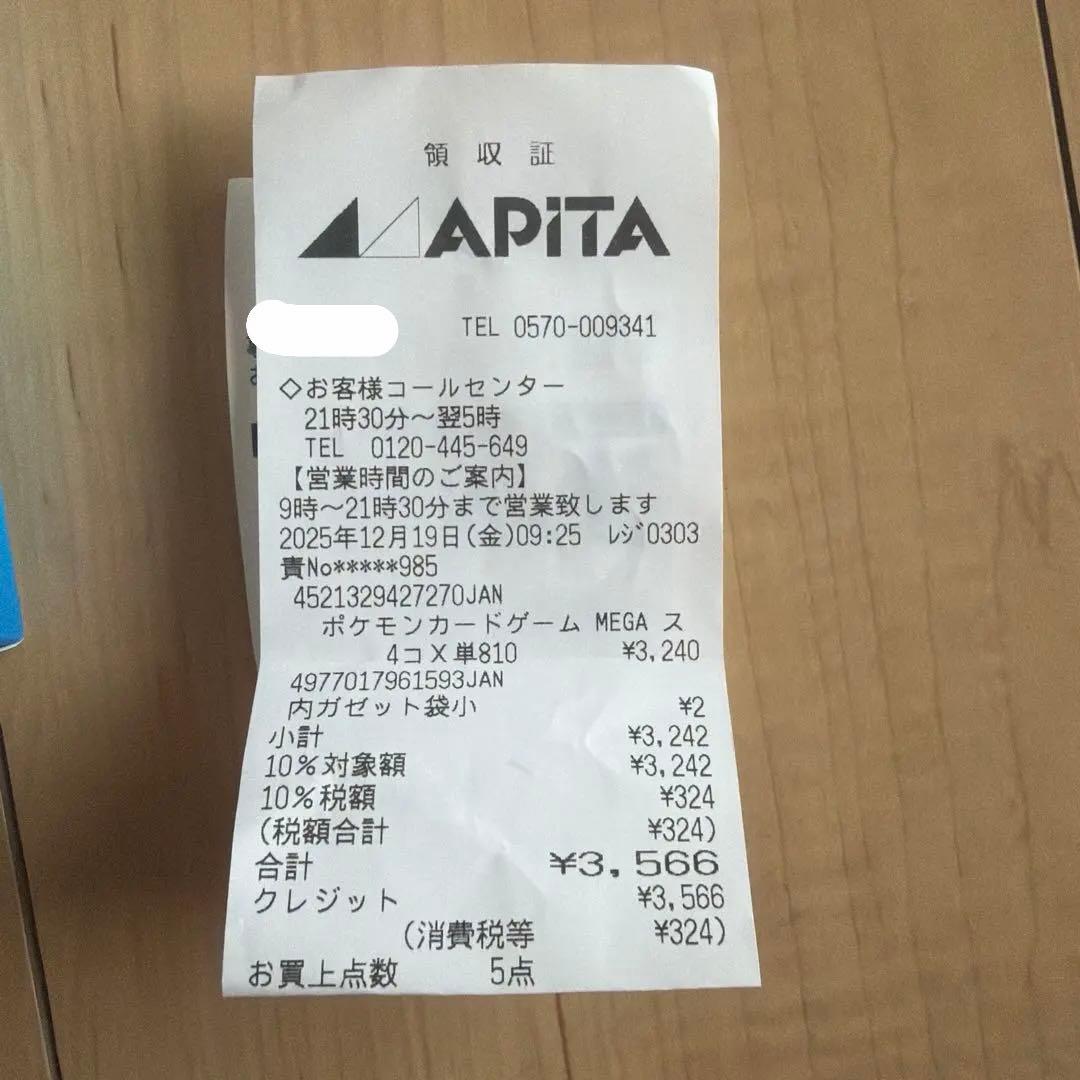 領収証
APiTA
TEL 0570-009341
◇お客様コールセンター
21時30分～翌5時
TEL 0120-445-649
【営業時間のご案内】
9時～21時30分まで営業致します
2025年12月19日(金)09:25 ﾚｼﾞ0303
責No*****985
4521329427270JAN
ポケモンカードゲーム MEGA ス
4コX単810 ¥3,240
4977017961593JAN
内ガゼット袋小 ¥2
小計 ¥3,242
10%対象額 ¥3,242
10%税額 ¥324
(税額合計 ¥324)
合計 ¥3,566
クレジット ¥3,566
(消費税等 ¥324)
お買上点数 5点